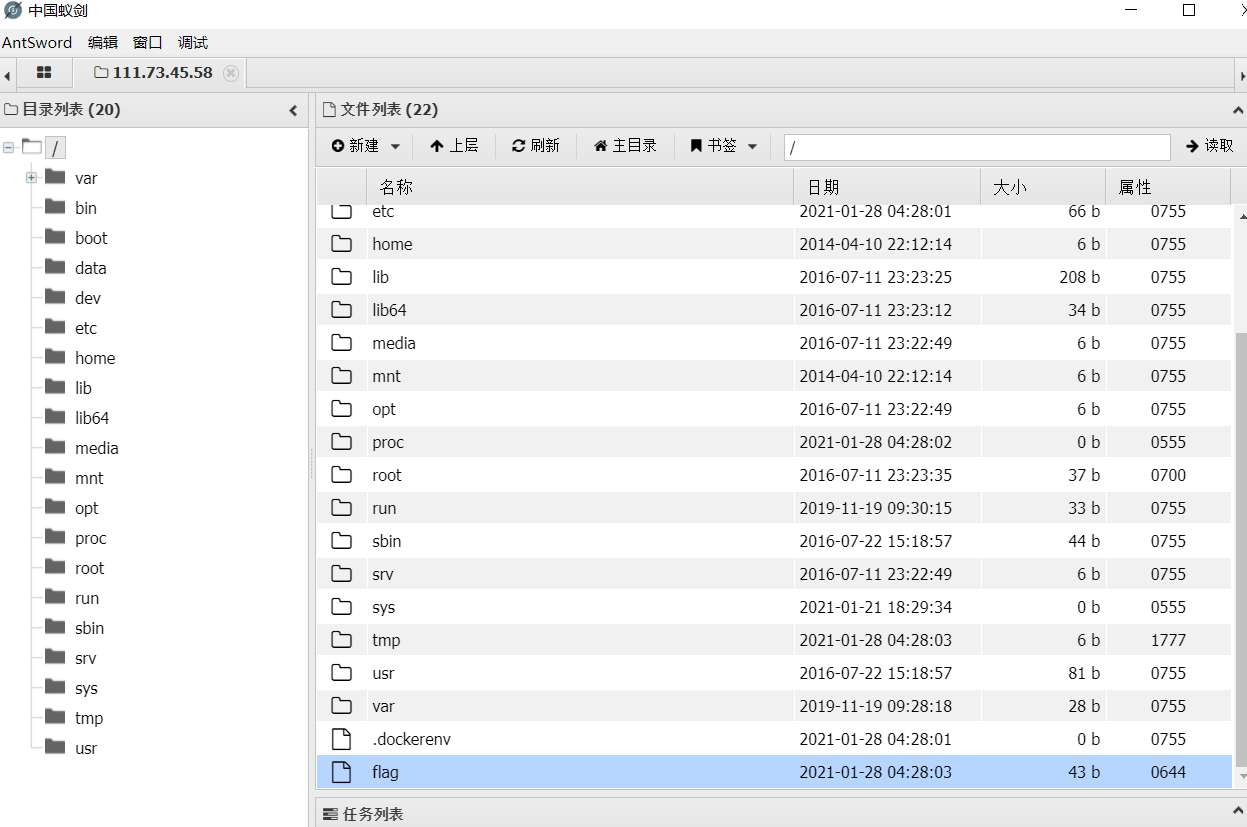 中国蚁剑
AntSword 编辑 窗口 调试
111.73.45.58
目录列表 (20)
/
var
bin
boot
data
dev
etc
home
lib
lib64
media
mnt
opt
proc
root
run
sbin
srv
sys
tmp
usr
文件列表 (22)
新建 上层 刷新 主目录 书签 / 读取
名称 日期 大小 属性
etc 2021-01-28 04:28:01 66 b 0755
home 2014-04-10 22:12:14 6 b 0755
lib 2016-07-11 23:23:25 208 b 0755
lib64 2016-07-11 23:23:12 34 b 0755
media 2016-07-11 23:22:49 6 b 0755
mnt 2014-04-10 22:12:14 6 b 0755
opt 2016-07-11 23:22:49 6 b 0755
proc 2021-01-28 04:28:02 0 b 0555
root 2016-07-11 23:23:35 37 b 0700
run 2019-11-19 09:30:15 33 b 0755
sbin 2016-07-22 15:18:57 44 b 0755
srv 2016-07-11 23:22:49 6 b 0755
sys 2021-01-21 18:29:34 0 b 0555
tmp 2021-01-28 04:28:03 6 b 1777
usr 2016-07-22 15:18:57 81 b 0755
var 2019-11-19 09:28:18 28 b 0755
.dockerenv 2021-01-28 04:28:01 0 b 0755
flag 2021-01-28 04:28:03 43 b 0644
任务列表